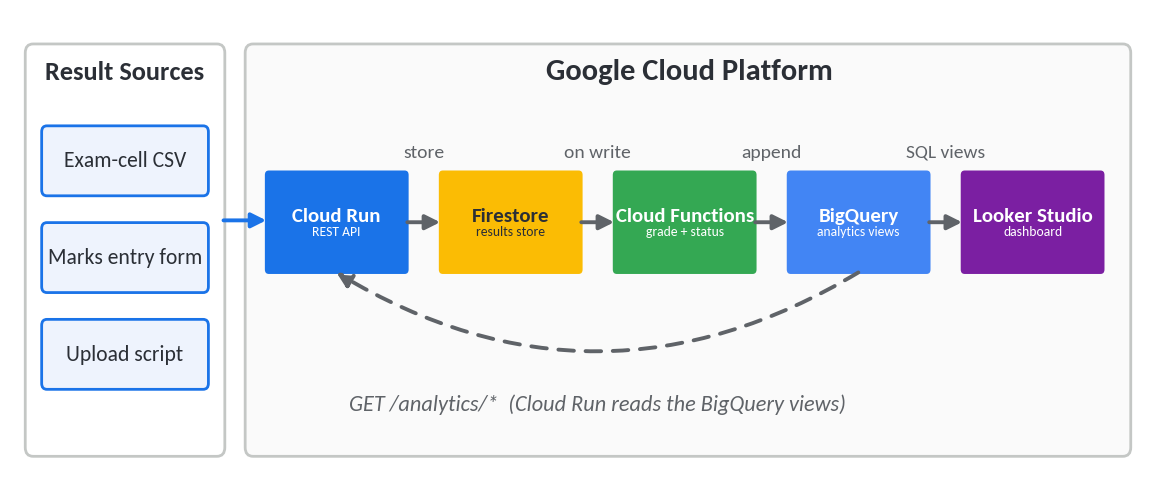 Result Sources
Exam-cell CSV
Marks entry form
Upload script
Google Cloud Platform
store
on write
append
SQL views
Cloud Run
REST API
Firestore
results store
Cloud Functions
grade + status
BigQuery
analytics views
Looker Studio
dashboard
GET /analytics/* (Cloud Run reads the BigQuery views)